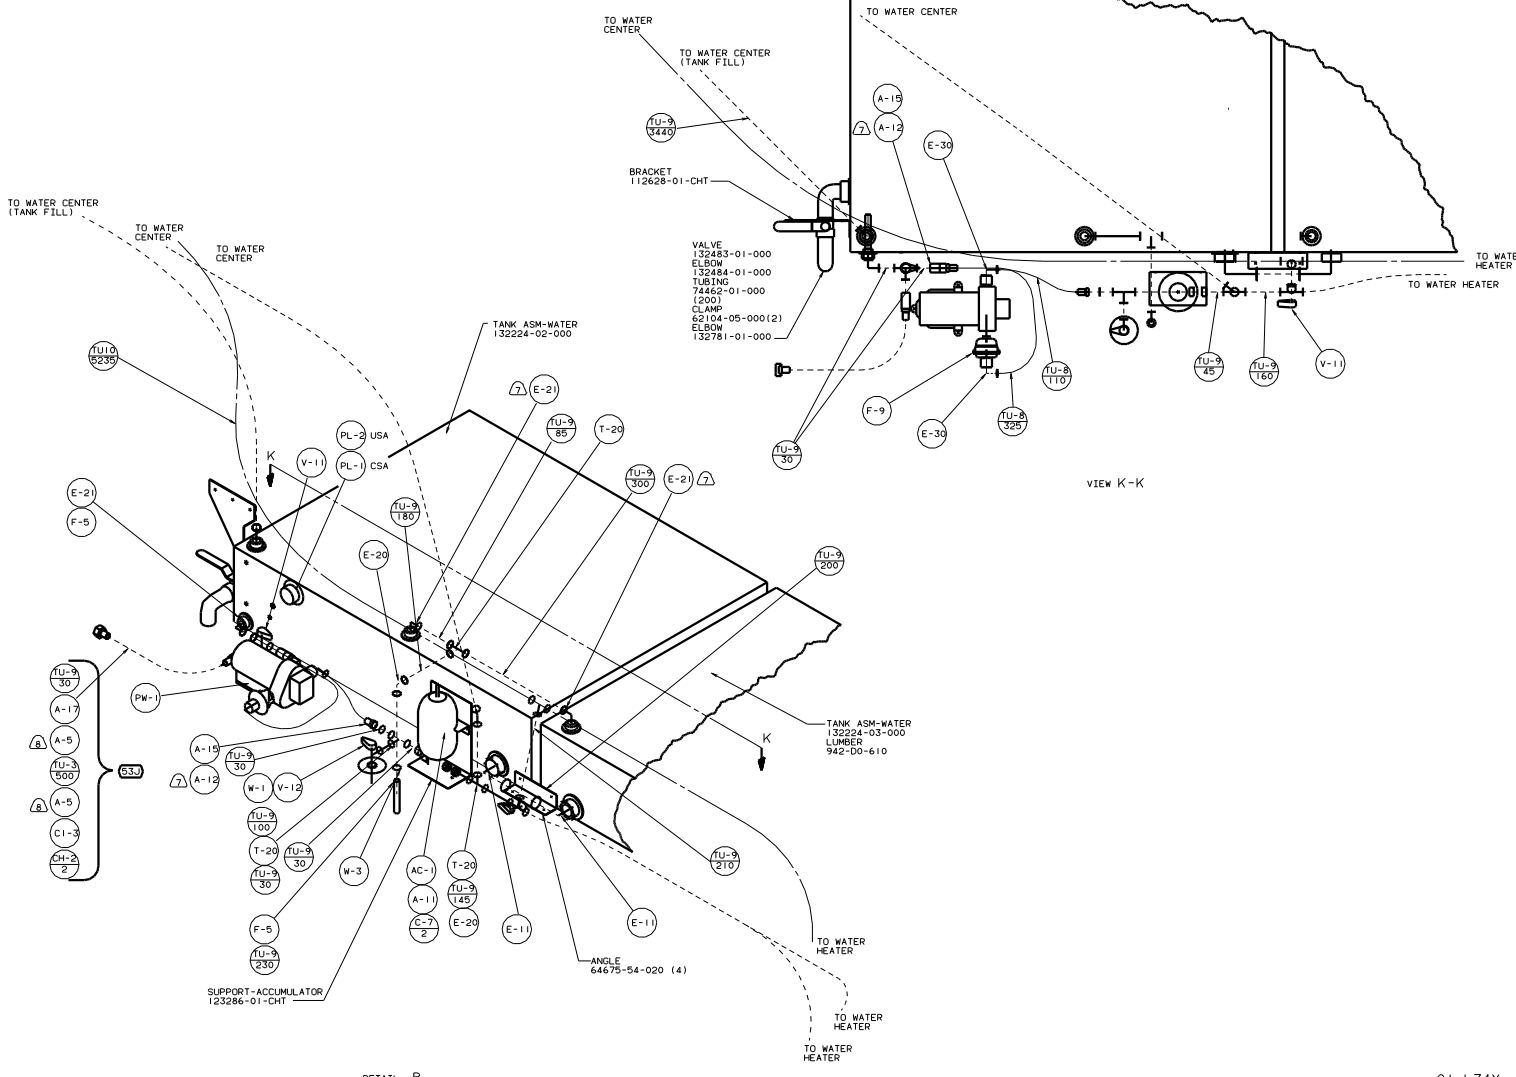 TO WATER CENTER
TO WATER
CENTER
TO WATER CENTER
(TANK FILL)
TU-9
3440
A-15
7
A-12
E-30
BRACKET
112628-01-CHT
VALVE
132483-01-000
ELBOW
132484-01-000
TUBING
74462-01-000
(200)
CLAMP
62104-05-000(2)
ELBOW
132781-01-000
TO WATE
HEATER
TO WATER HEATER
TU-9
45
TU-9
160
V-11
TU-8
110
F-9
E-30
TU-8
325
TU-9
30
VIEW K-K
TO WATER CENTER
(TANK FILL)
TO WATER
CENTER
TO WATER
CENTER
TU10
5235
TANK ASM-WATER
132224-02-000
7
E-21
TU-9
85
T-20
PL-2
USA
K
V-11
PL-1
CSA
TU-9
300
E-21
7
E-21
F-5
TU-9
180
E-20
TU-9
200
TU-9
30
PW-1
A-17
8
A-5
53J
TU-3
500
8
A-5
C1-3
CH-2
2
A-15
TU-9
30
7
A-12
W-1
V-12
TU-9
100
T-20
TU-9
30
TU-9
30
W-3
AC-1
T-20
A-11
TU-9
145
C-7
2
E-20
E-11
E-11
TU-9
210
K
TANK ASM-WATER
132224-03-000
LUMBER
942-D0-610
F-5
TU-9
230
SUPPORT-ACCUMULATOR
123286-01-CHT
ANGLE
64675-54-020 (4)
TO WATER
HEATER
TO WATER
HEATER
TO WATER
HEATER